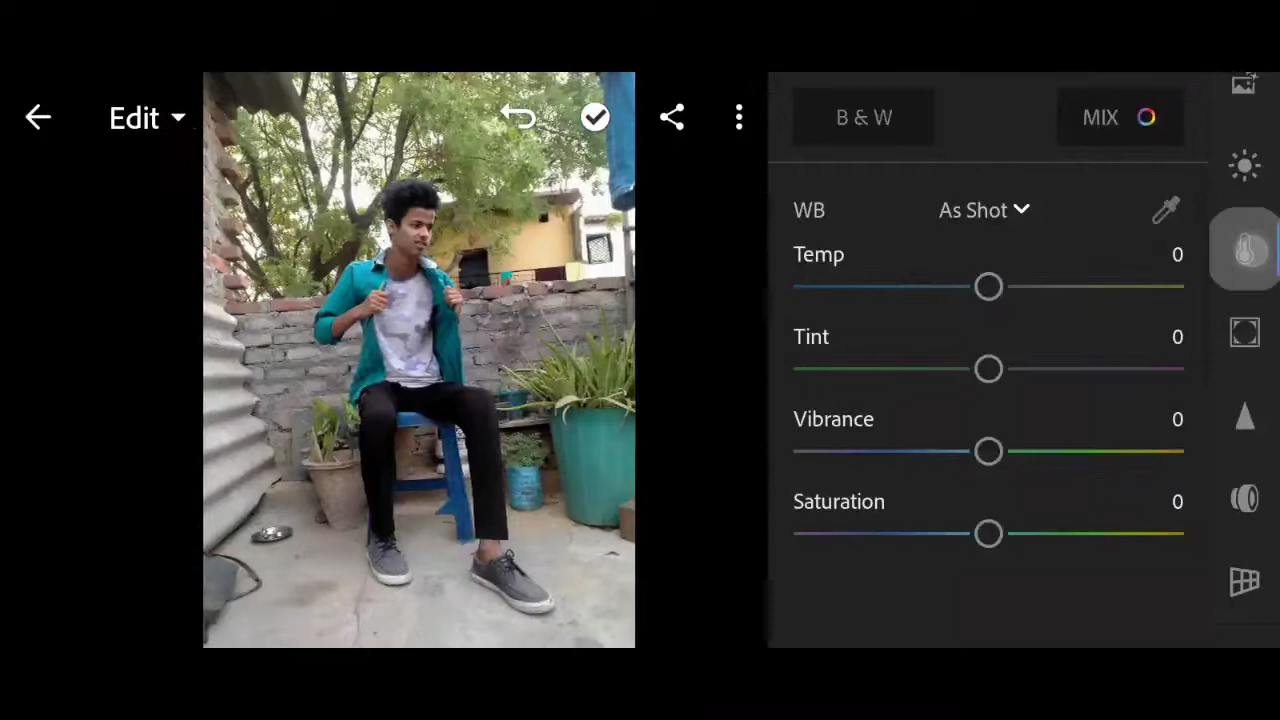 Edit
B & W
MIX
WB
As Shot
Temp
0
Tint
0
Vibrance
0
Saturation
0